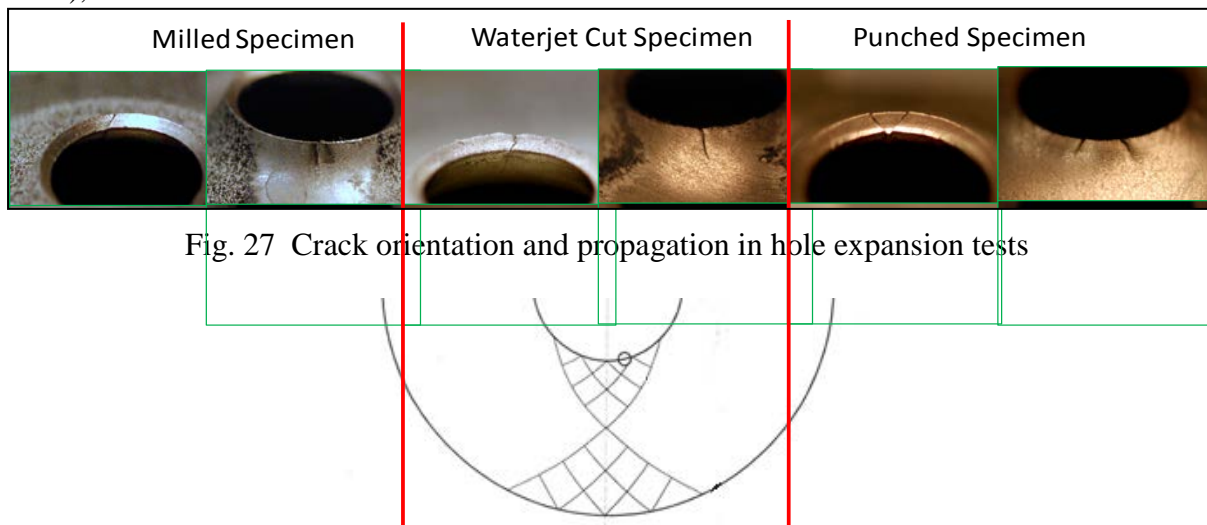 Milled Specimen
Waterjet Cut Specimen
Punched Specimen
Fig. 27 Crack orientation and propagation in hole expansion tests